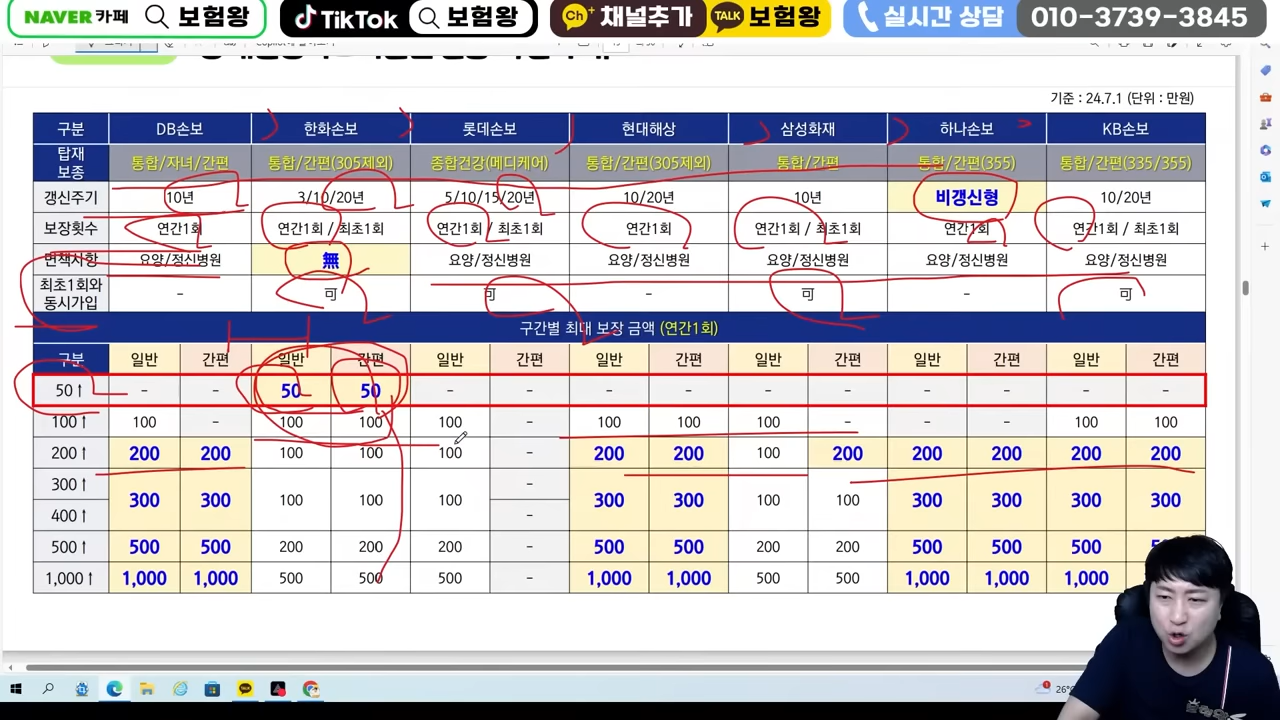 NAVER 카페 보험왕 TikTok 보험왕 Ch+ 채널추가 TALK 보험왕 실시간 상담 010-3739-3845
기준 : 24.7.1 (단위 : 만원)
구분 DB손보 한화손보 롯데손보 현대해상 삼성화재 하나손보 KB손보
탑재 보종 통합/자녀/간편 통합/간편(305제외) 종합건강(메디케어) 통합/간편(305제외) 통합/간편 통합/간편(355) 통합/간편(335/355)
갱신주기 10년 3/10/20년 5/10/15/20년 10/20년 10년 비갱신형 10/20년
보장횟수 연간1회 연간1회 / 최초1회 연간1회 / 최초1회 연간1회 연간1회 / 최초1회 연간1회 연간1회 / 최초1회
면책사항 요양/정신병원 無 요양/정신병원 요양/정신병원 요양/정신병원 요양/정신병원 요양/정신병원
최초1회와 동시가입 - 可 可 - 可 - 可
구간별 최대 보장 금액 (연간1회)
구분 일반 간편 일반 간편 일반 간편 일반 간편 일반 간편 일반 간편 일반 간편
50↑ - - 50 50 - - - - - - - - - -
100↑ 100 - 100 100 100 - 100 100 100 - - - 100 100
200↑ 200 200 100 100 100 - 200 200 100 200 200 200 200 200
300↑ 300 300 100 100 100 - 300 300 100 100 300 300 300 300
400↑ -
500↑ 500 500 200 200 200 - 500 500 200 200 500 500 500
1,000↑ 1,000 1,000 500 500 500 - 1,000 1,000 500 500 1,000 1,000 1,000
26°